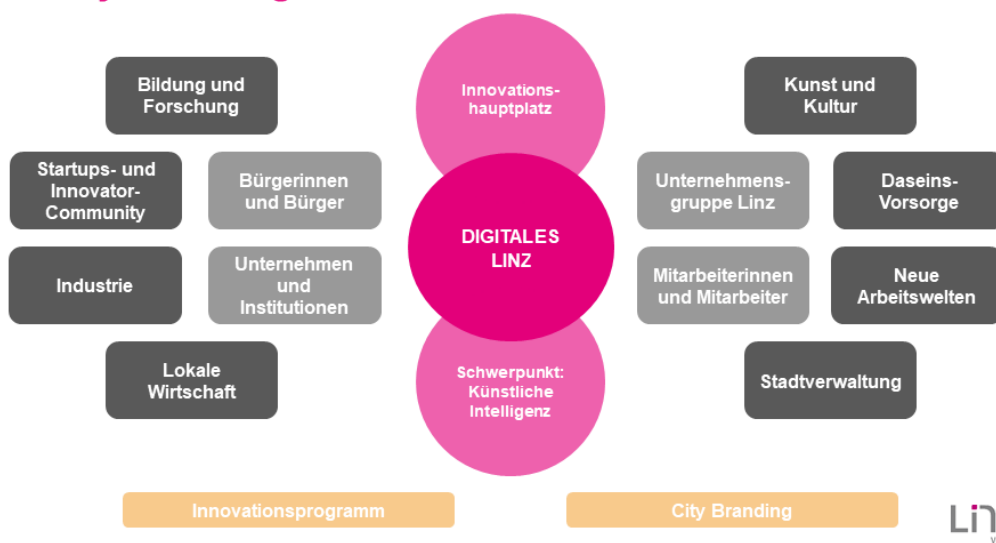 Bildung und
Forschung
Startups- und
Innovator-
Community
Bürgerinnen
und Bürger
Industrie
Unternehmen
und
Institutionen
Lokale
Wirtschaft
Innovations-
hauptplatz
DIGITALES
LINZ
Schwerpunkt:
Künstliche
Intelligenz
Kunst und
Kultur
Unternehmens-
gruppe Linz
Daseins-
Vorsorge
Mitarbeiterinnen
und Mitarbeiter
Neue
Arbeitswelten
Stadtverwaltung
Innovationsprogramm
City Branding